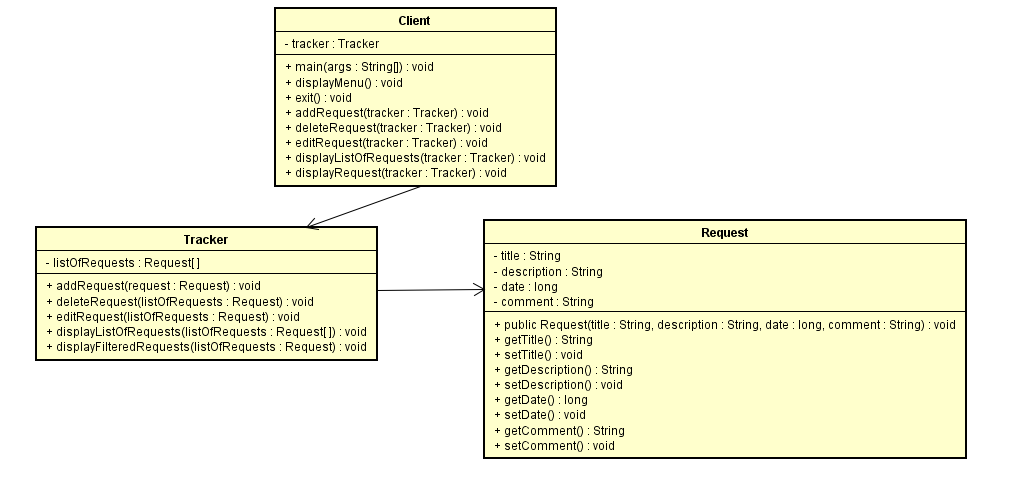 Client
- tracker : Tracker
+ main(args : String[]) : void
+ displayMenu() : void
+ exit() : void
+ addRequest(tracker : Tracker) : void
+ deleteRequest(tracker : Tracker) : void
+ editRequest(tracker : Tracker) : void
+ displayListOfRequests(tracker : Tracker) : void
+ displayRequest(tracker : Tracker) : void
Tracker
- listOfRequests : Request[ ]
+ addRequest(request : Request) : void
+ deleteRequest(listOfRequests : Request) : void
+ editRequest(listOfRequests : Request) : void
+ displayListOfRequests(listOfRequests : Request[ ]) : void
+ displayFilteredRequests(listOfRequests : Request) : void
Request
- title : String
- description : String
- date : long
- comment : String
+ public Request(title : String, description : String, date : long, comment : String) : void
+ getTitle() : String
+ setTitle() : void
+ getDescription() : String
+ setDescription() : void
+ getDate() : long
+ setDate() : void
+ getComment() : String
+ setComment() : void